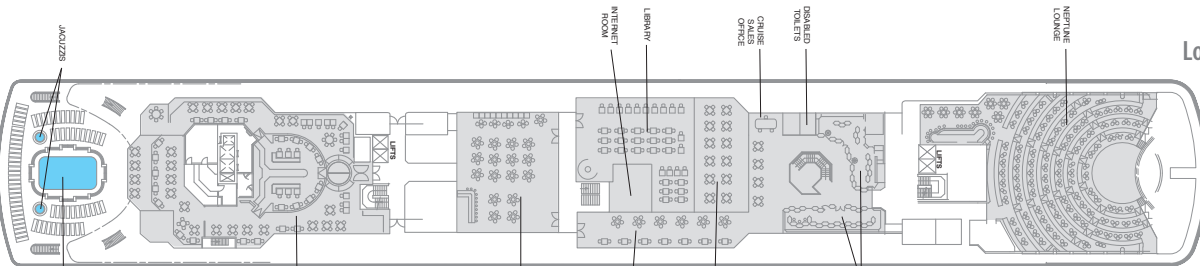 JACUZZIS
INTERNET
ROOM
LIBRARY
CRUISE
SALES
OFFICE
DISABLED
TOILETS
NEPTUNE
LOUNGE
Lo
LIFTS
LIFTS